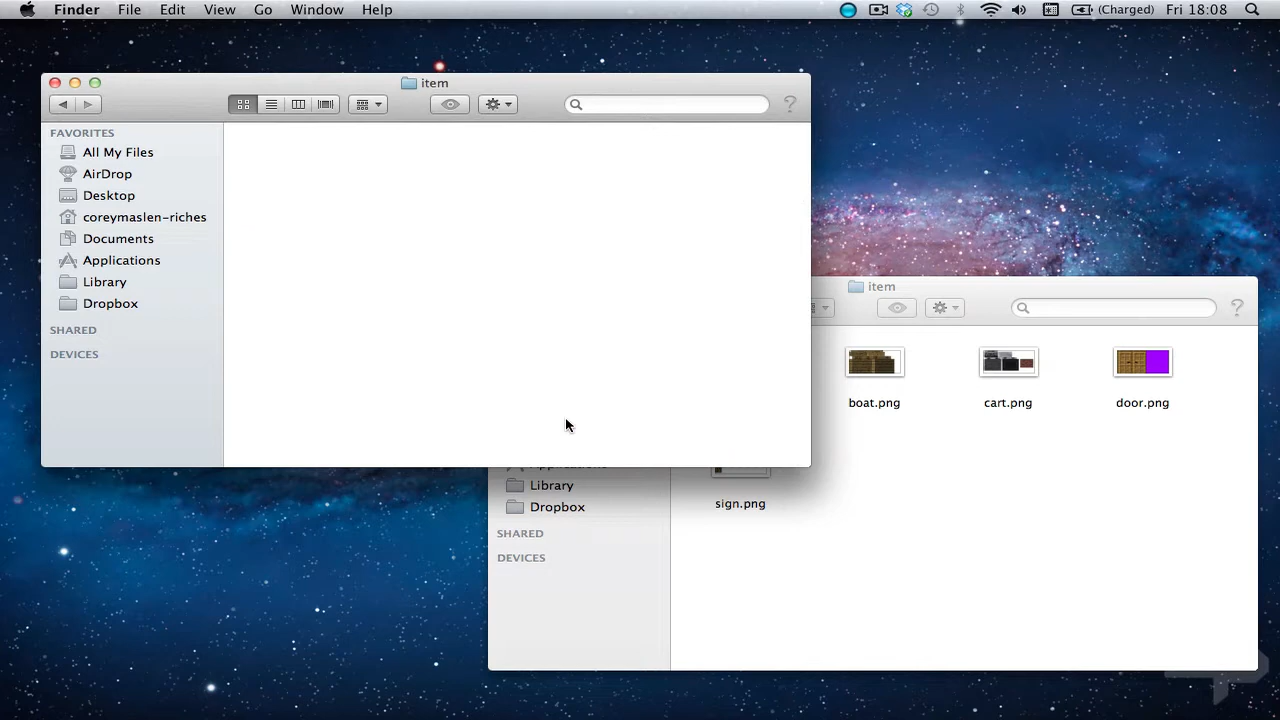 Finder File Edit View Go Window Help (Charged) Fri 18:08
item
FAVORITES
All My Files
AirDrop
Desktop
coreymaslen-riches
Documents
Applications
Library
Dropbox
SHARED
DEVICES
item
boat.png cart.png door.png
sign.png
Applications
Library
Dropbox
SHARED
DEVICES